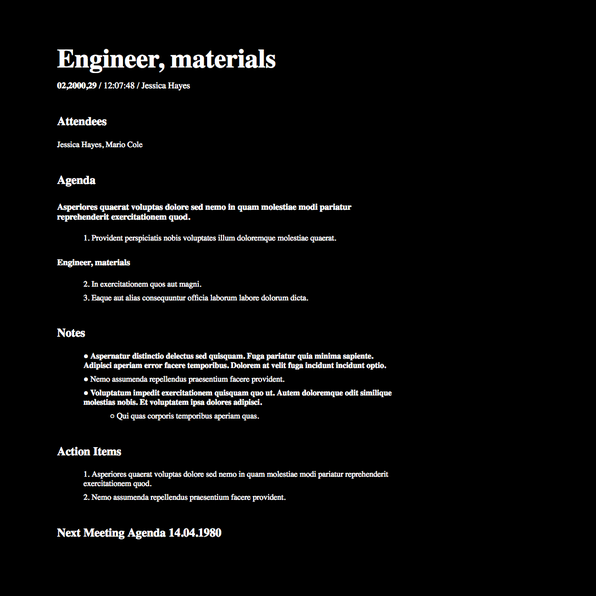 Engineer, materials
02,2000,29 / 12:07:48 / Jessica Hayes
Attendees
Jessica Hayes, Mario Cole
Agenda
Asperiores quaerat voluptas dolore sed nemo in quam molestiae modi pariatur
reprehenderit exercitationem quod.
1. Provident perspiciatis nobis voluptates illum doloremque molestiae quaerat.
Engineer, materials
2. In exercitationem quos aut magni.
3. Eaque aut alias consequuntur officia laborum labore dolorum dicta.
Notes
● Aspernatur distinctio delectus sed quisquam. Fuga pariatur quia minima sapiente.
Adipisci aperiam error facere temporibus. Dolorem at velit fuga incidunt incidunt optio.
● Nemo assumenda repellendus praesentium facere provident.
● Voluptatum impedit exercitationem quisquam quo ut. Autem doloremque odit similique
molestias nobis. Et voluptatem ipsa dolores adipisci.
○ Qui quas corporis temporibus aperiam quas.
Action Items
1. Asperiores quaerat voluptas dolore sed nemo in quam molestiae modi pariatur reprehenderit
exercitationem quod.
2. Nemo assumenda repellendus praesentium facere provident.
Next Meeting Agenda 14.04.1980